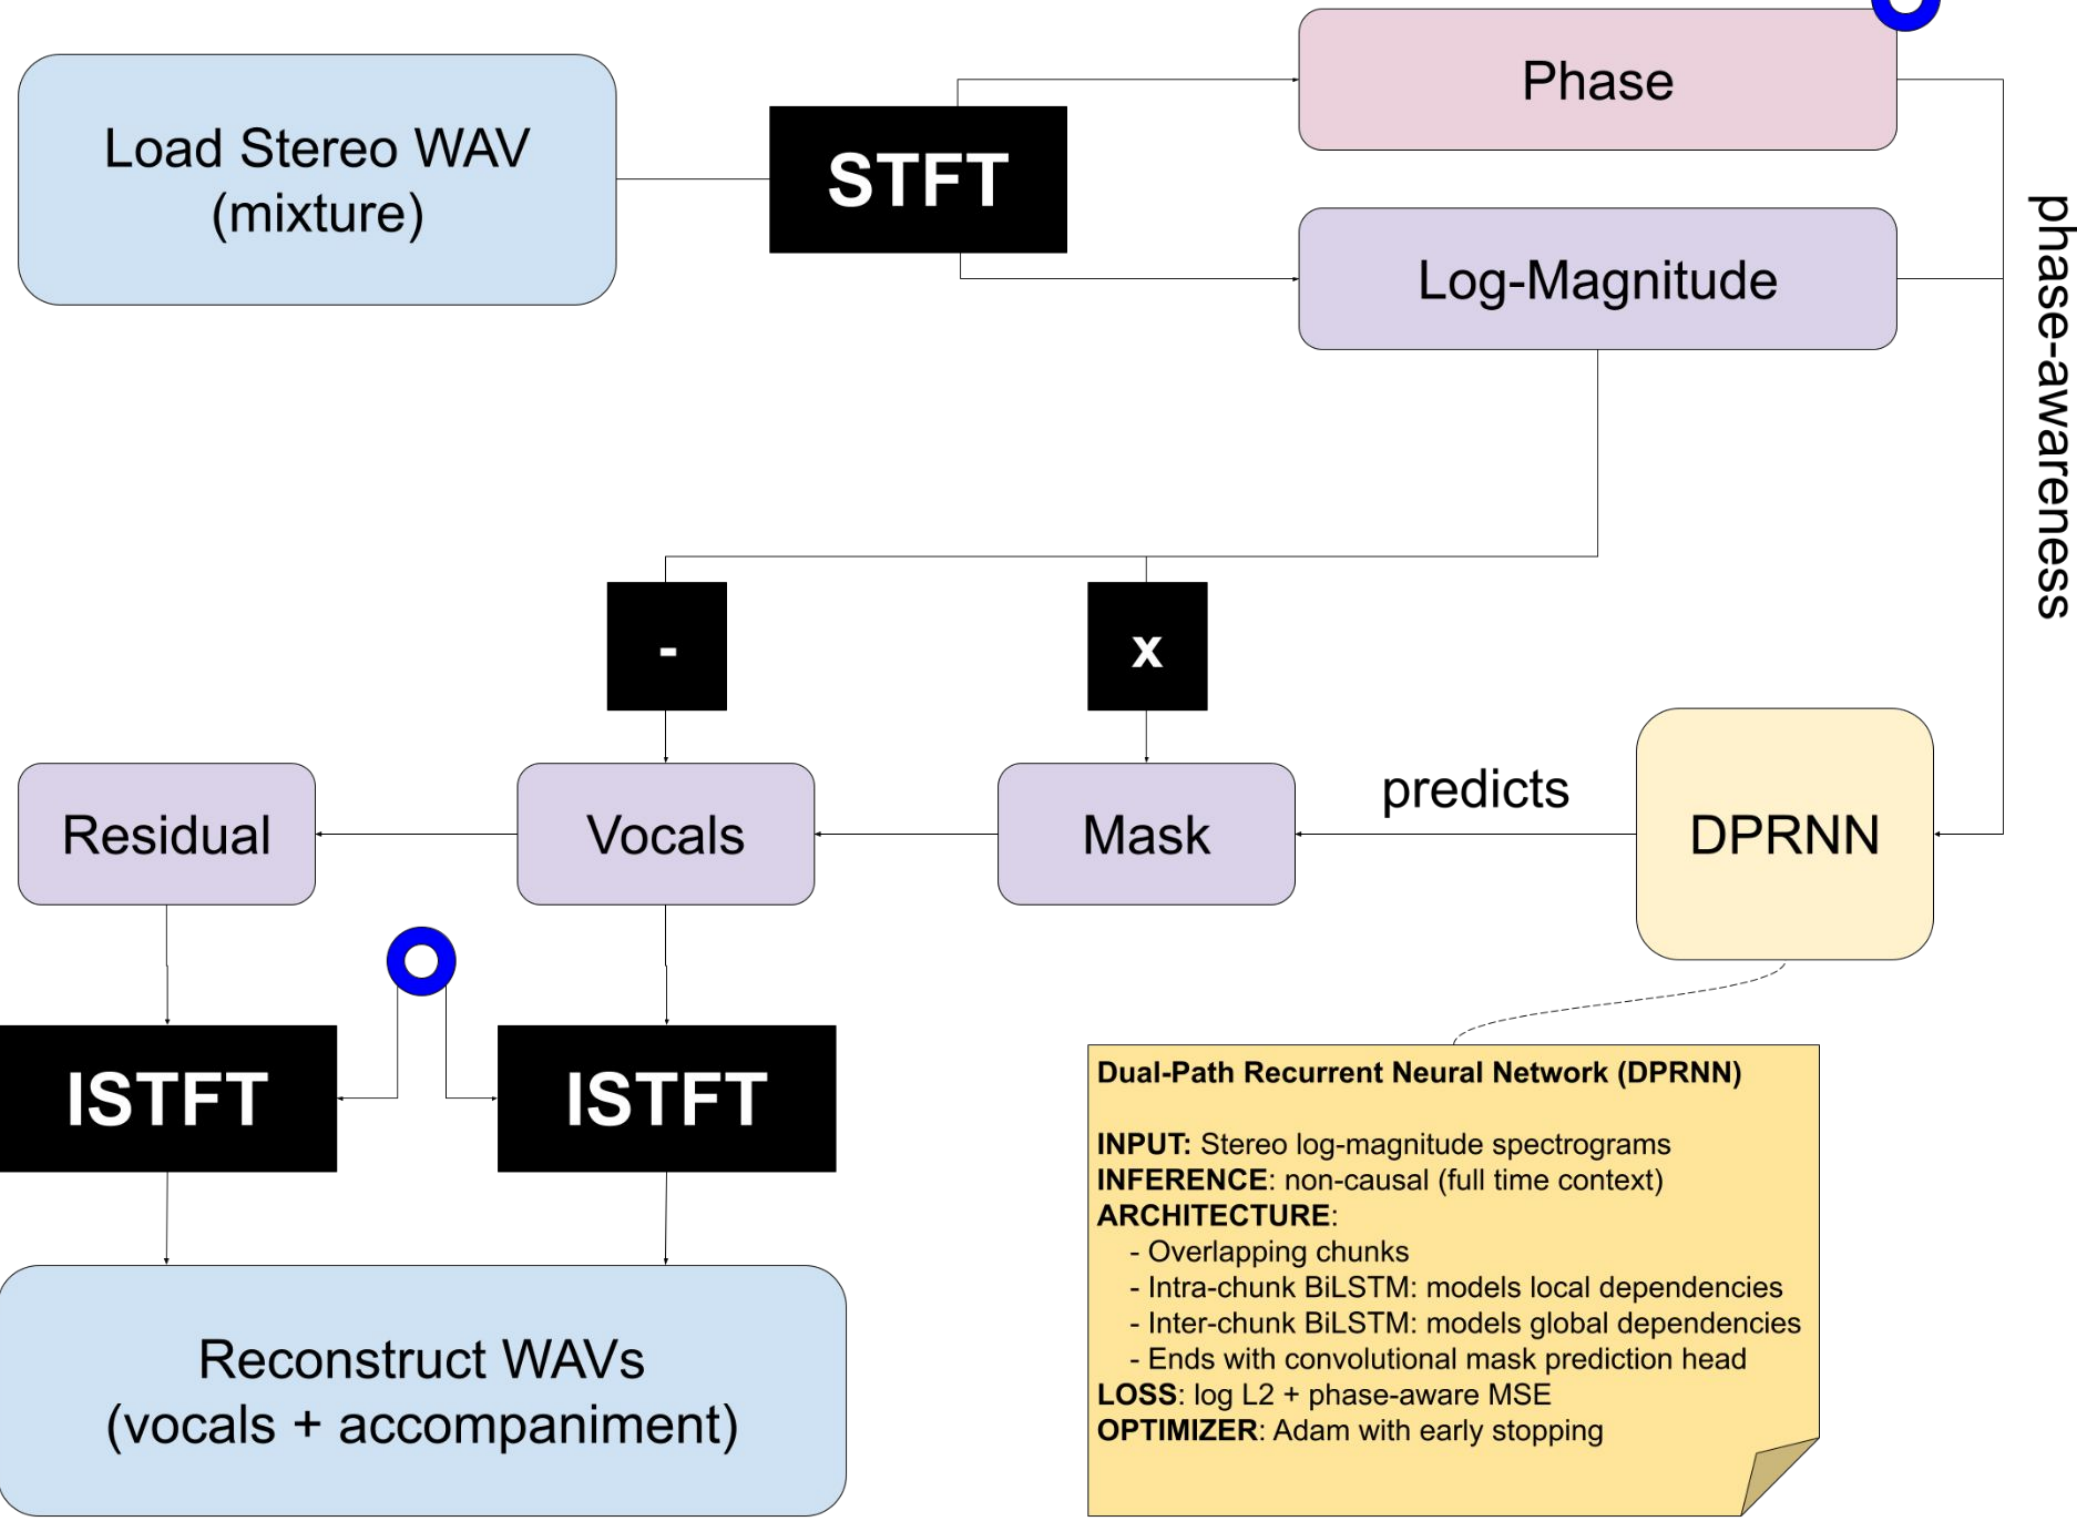 Load Stereo WAV
(mixture)
STFT
Phase
Log-Magnitude
phase-awareness
-
x
Residual
Vocals
Mask
predicts
DPRNN
ISTFT
ISTFT
Reconstruct WAVs
(vocals + accompaniment)
Dual-Path Recurrent Neural Network (DPRNN)
INPUT: Stereo log-magnitude spectrograms
INFERENCE: non-causal (full time context)
ARCHITECTURE:
- Overlapping chunks
- Intra-chunk BiLSTM: models local dependencies
- Inter-chunk BiLSTM: models global dependencies
- Ends with convolutional mask prediction head
LOSS: log L2 + phase-aware MSE
OPTIMIZER: Adam with early stopping